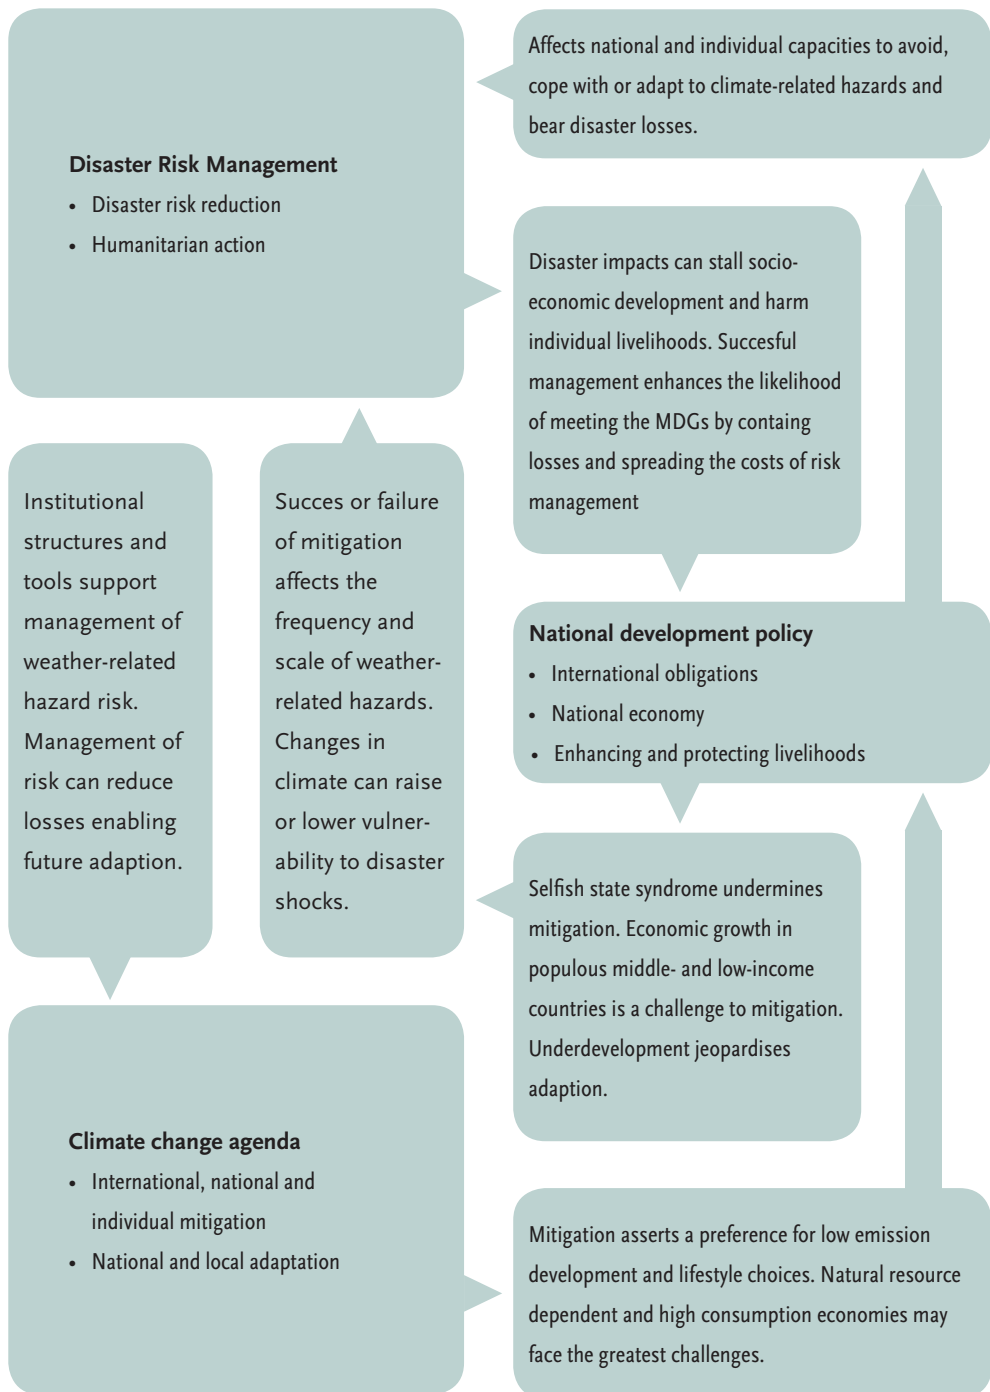 Affects national and individual capacities to avoid,
cope with or adapt to climate-related hazards and
bear disaster losses.
Disaster Risk Management
• Disaster risk reduction
• Humanitarian action
Disaster impacts can stall socio-
economic development and harm
individual livelihoods. Succesful
management enhances the likelihood
of meeting the MDGs by containg
losses and spreading the costs of risk
management
Institutional
structures and
tools support
management of
weather-related
hazard risk.
Management of
risk can reduce
losses enabling
future adaption.
Succes or failure
of mitigation
affects the
frequency and
scale of weather-
related hazards.
Changes in
climate can raise
or lower vulner-
ability to disaster
shocks.
National development policy
• International obligations
• National economy
• Enhancing and protecting livelihoods
Selfish state syndrome undermines
mitigation. Economic growth in
populous middle- and low-income
countries is a challenge to mitigation.
Underdevelopment jeopardises
adaption.
Climate change agenda
• International, national and
individual mitigation
• National and local adaptation
Mitigation asserts a preference for low emission
development and lifestyle choices. Natural resource
dependent and high consumption economies may
face the greatest challenges.